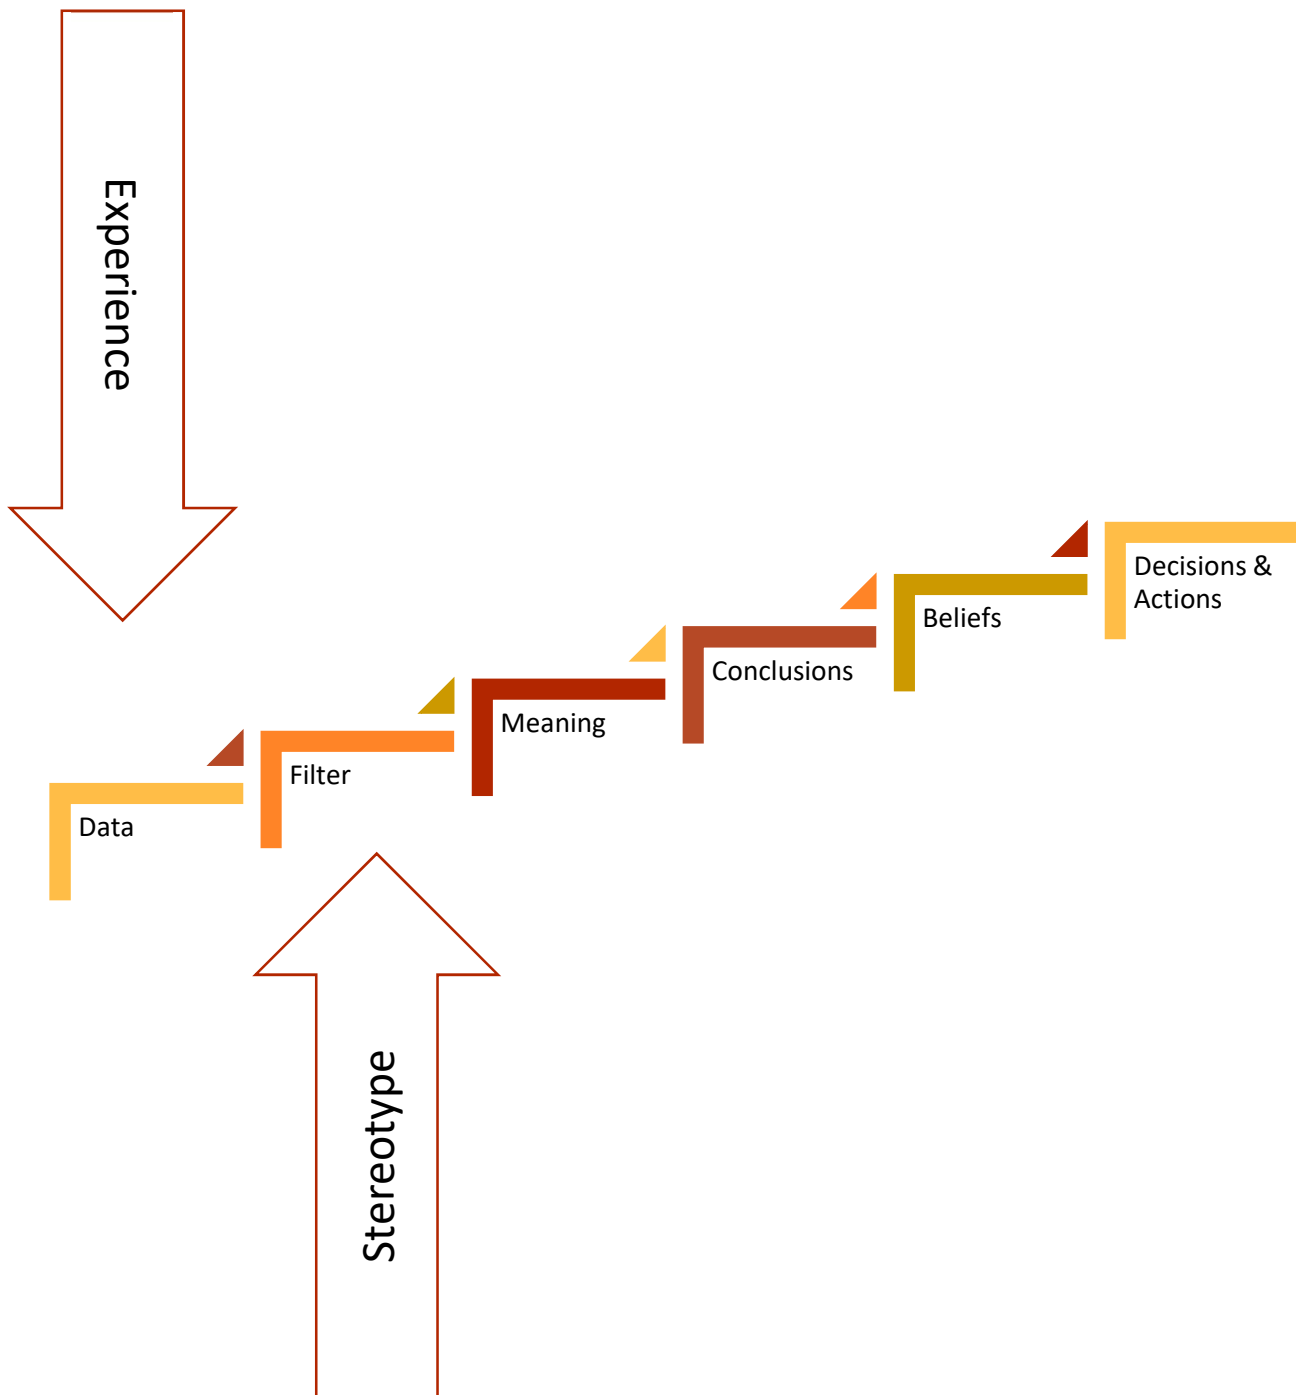 Experience
Decisions &
Actions
Beliefs
Conclusions
Meaning
Filter
Data
Stereotype